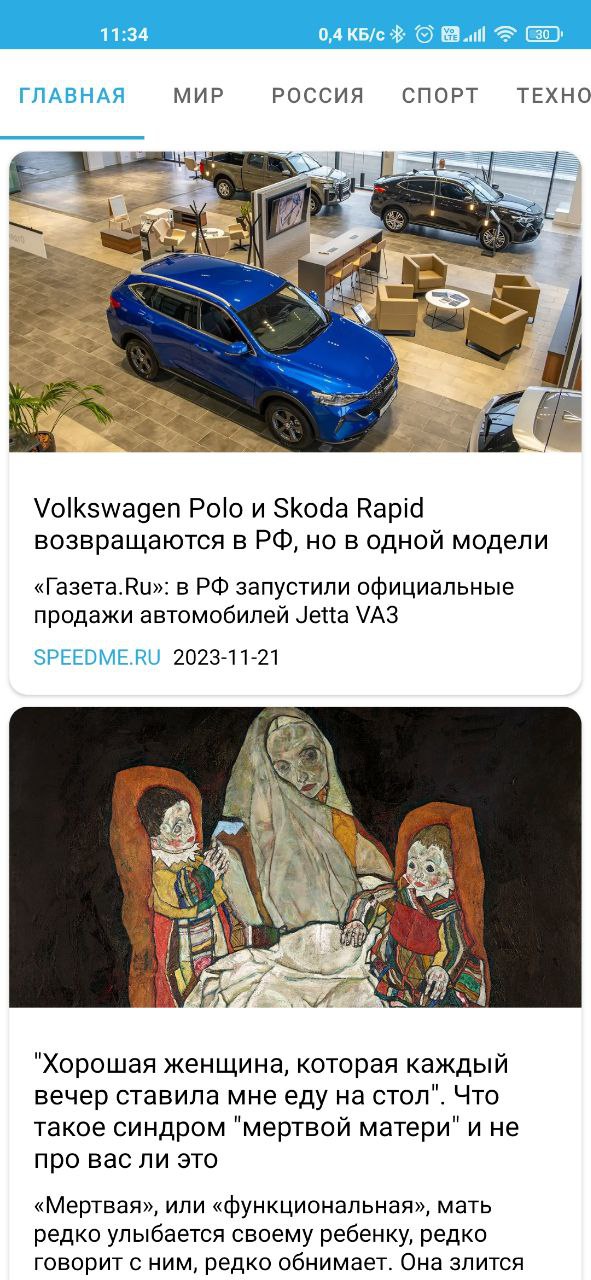 11:34
0,4 КБ/с
Vo LTE
30
ГЛАВНАЯ МИР РОССИЯ СПОРТ ТЕХНО
Volkswagen Polo и Skoda Rapid
возвращаются в РФ, но в одной модели
«Газета.Ru»: в РФ запустили официальные
продажи автомобилей Jetta VA3
SPEEDME.RU 2023-11-21
"Хорошая женщина, которая каждый
вечер ставила мне еду на стол". Что
такое синдром "мертвой матери" и не
про вас ли это
«Мертвая», или «функциональная», мать
редко улыбается своему ребенку, редко
говорит с ним, редко обнимает. Она злится